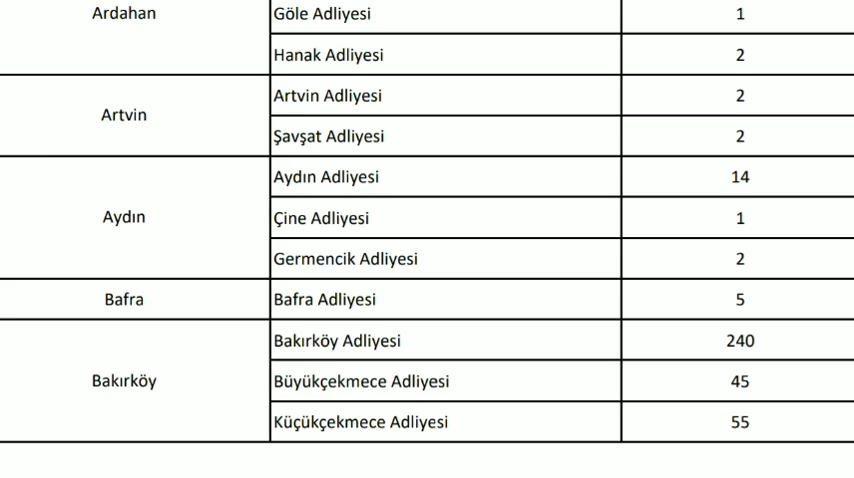 Ardahan Göle Adliyesi 1
Hanak Adliyesi 2
Artvin Artvin Adliyesi 2
Şavşat Adliyesi 2
Aydın Aydın Adliyesi 14
Çine Adliyesi 1
Germencik Adliyesi 2
Bafra Bafra Adliyesi 5
Bakırköy Bakırköy Adliyesi 240
Büyükçekmece Adliyesi 45
Küçükçekmece Adliyesi 55